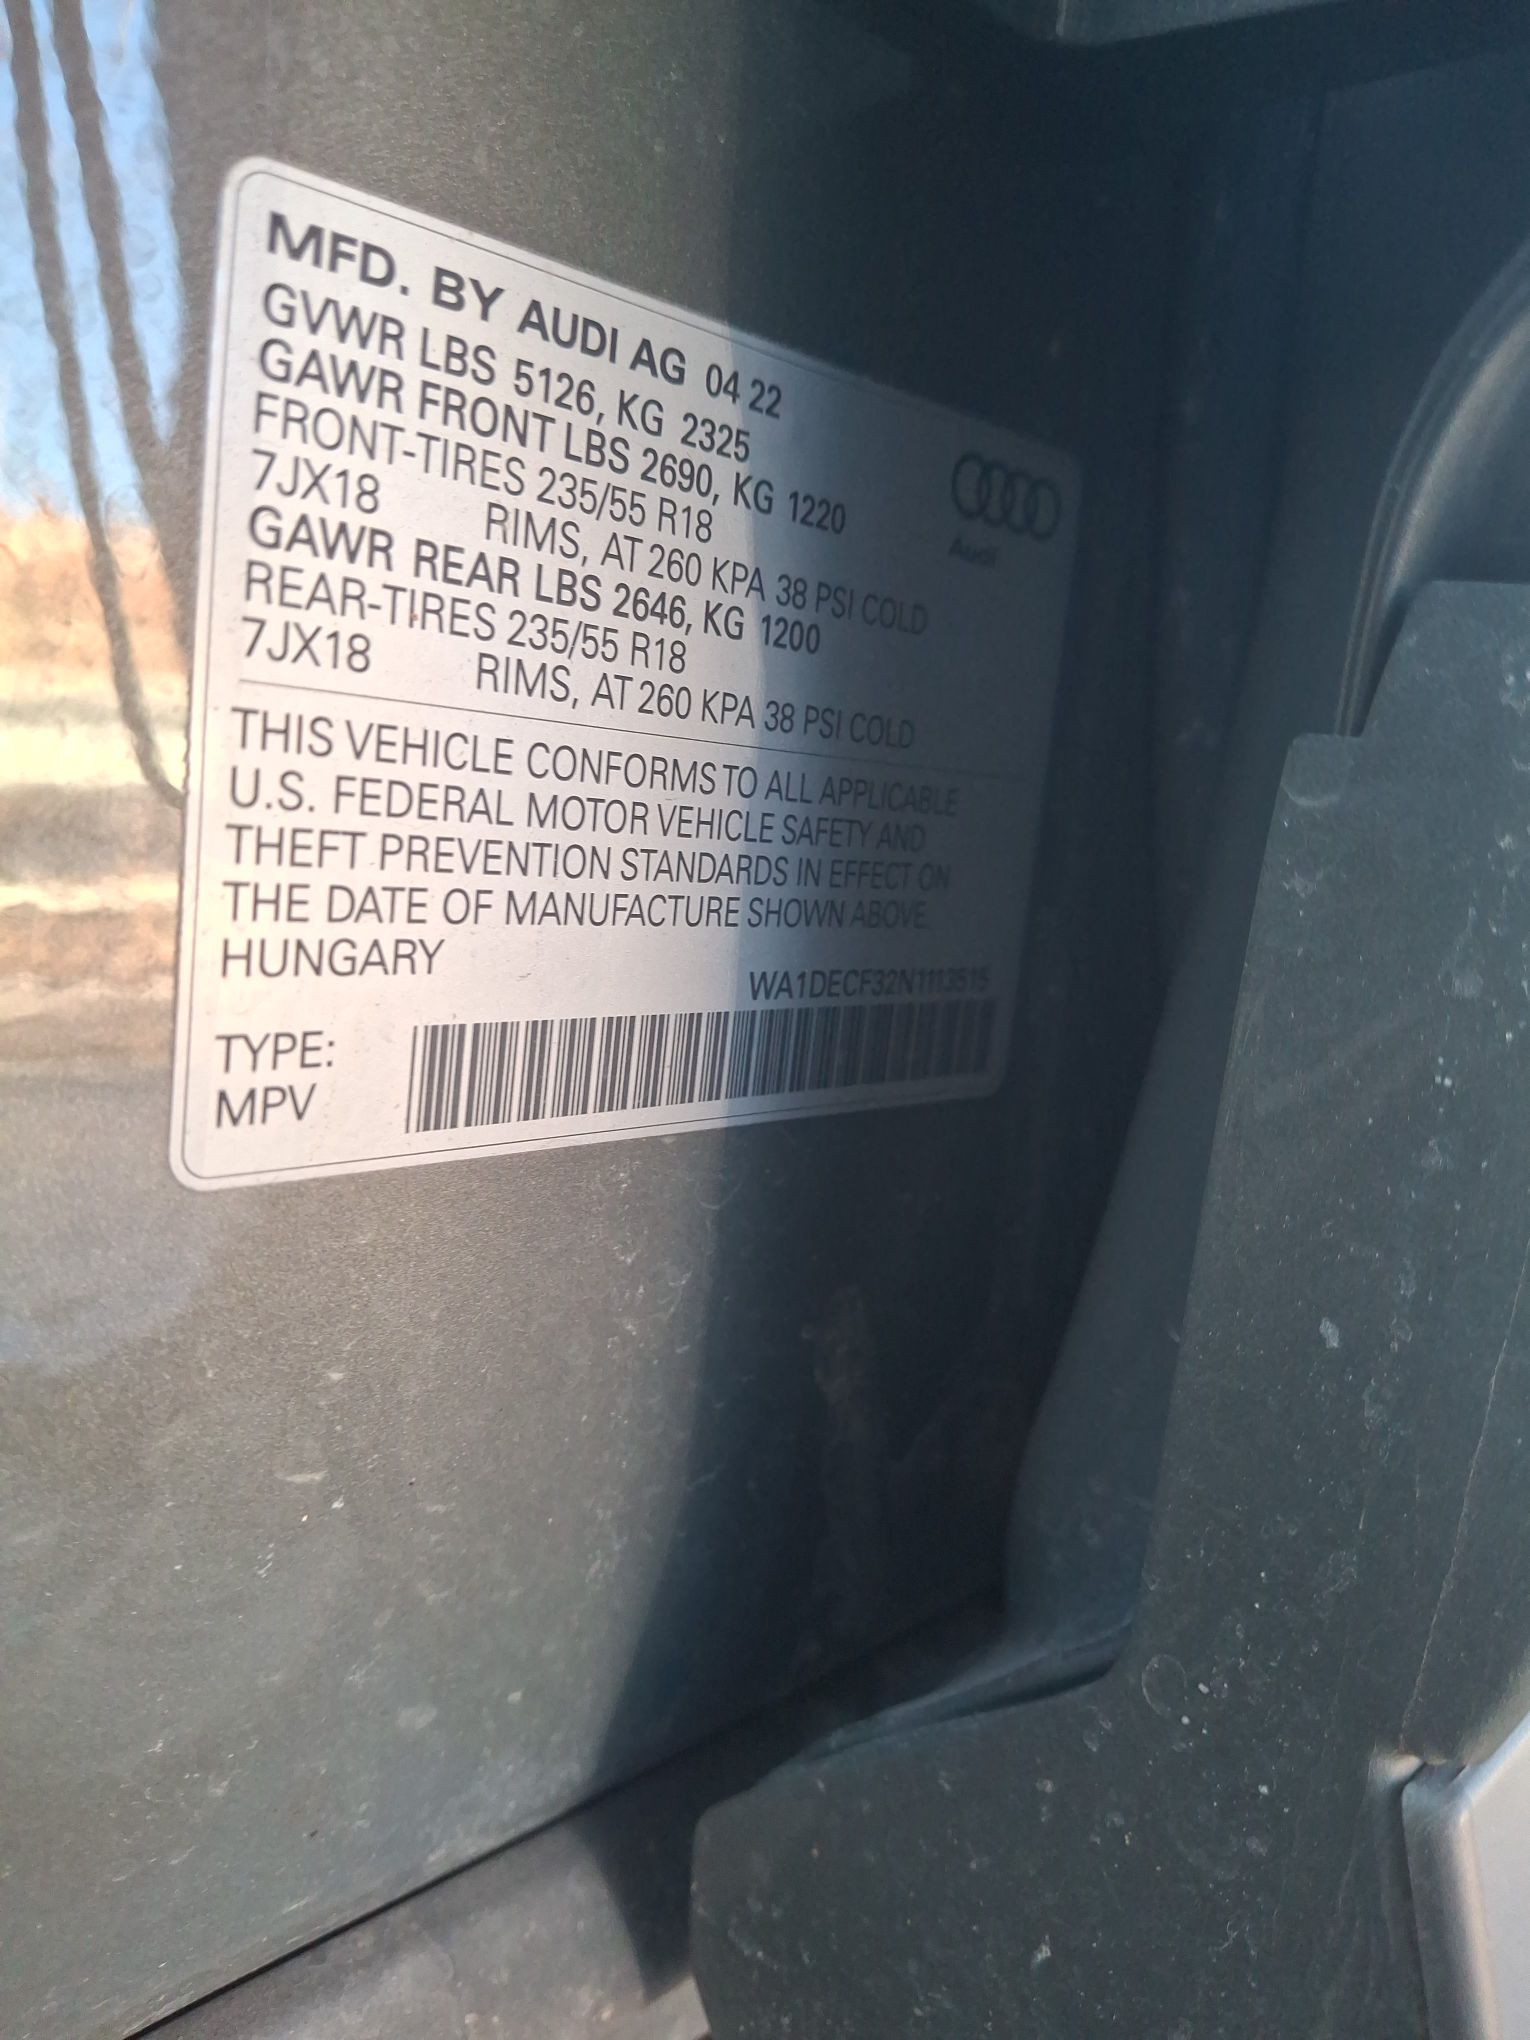 MFD. BY AUDI AG 04 22
GVWR LBS 5126, KG 2325
GAWR FRONT LBS 2690, KG 1220
FRONT-TIRES 235/55 R18
7JX18 RIMS, AT 260 KPA 38 PSI COLD
GAWR REAR LBS 2646, KG 1200
REAR-TIRES 235/55 R18
7JX18 RIMS, AT 260 KPA 38 PSI COLD
Audi
THIS VEHICLE CONFORMS TO ALL APPLICABLE
U.S. FEDERAL MOTOR VEHICLE SAFETY AND
THEFT PREVENTION STANDARDS IN EFFECT ON
THE DATE OF MANUFACTURE SHOWN ABOVE.
HUNGARY
WA1DECF32N1113515
TYPE:
MPV